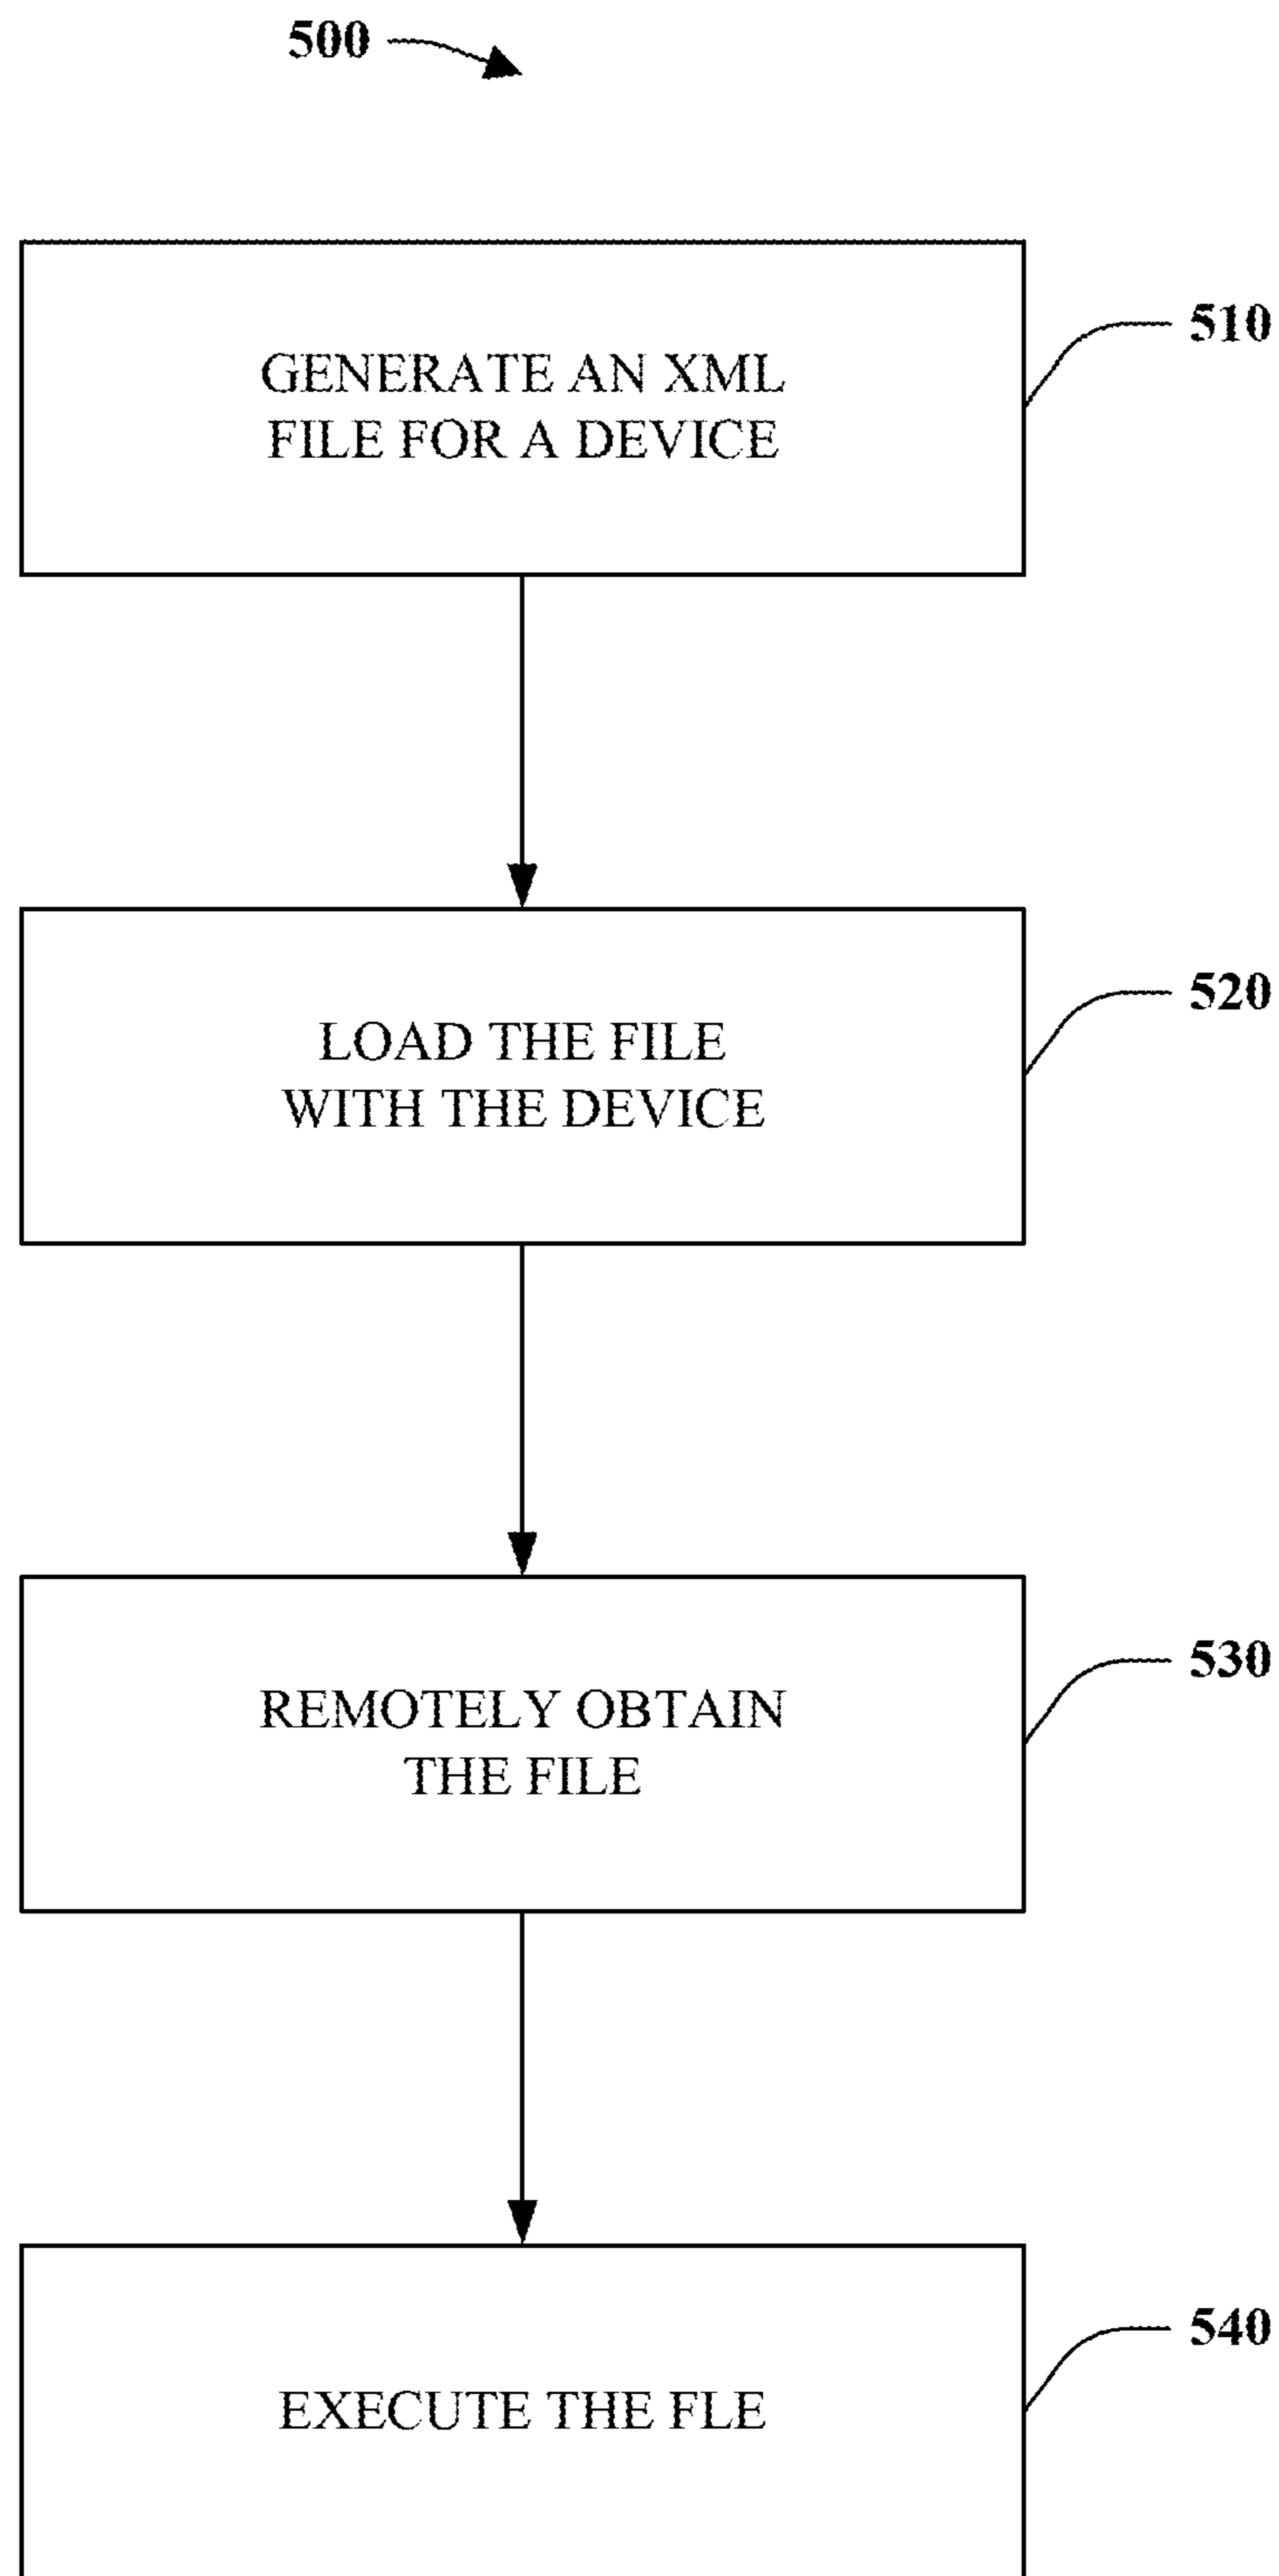 500
GENERATE AN XML
FILE FOR A DEVICE
510
LOAD THE FILE
WITH THE DEVICE
520
REMOTELY OBTAIN
THE FILE
530
EXECUTE THE FLE
540